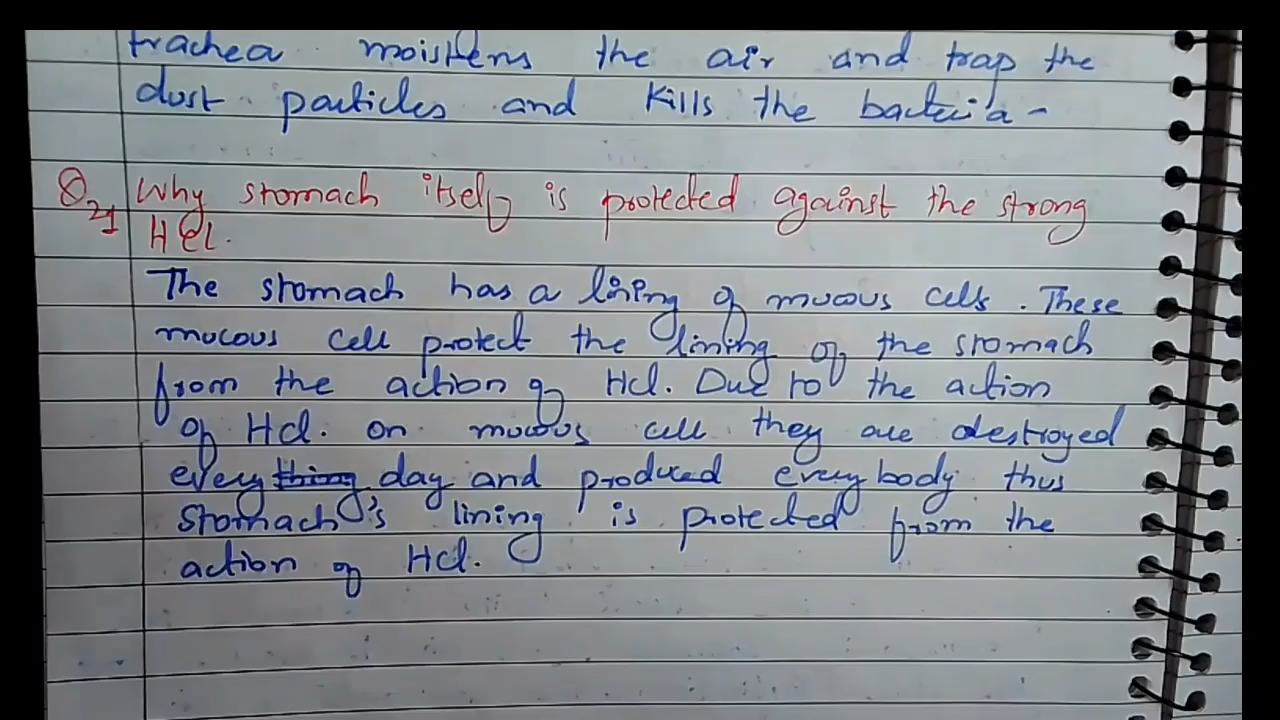 trachea moistens the air and trap the
dust particles and kills the bacteria-
Q21 Why stomach itself is protected against the strong
HCl.
The stomach has a lining of mucous cells. These
mucous cell protect the lining of the stomach
from the action of HCl. Due to the action
of HCl. on mucous cell they are destroyed
everything day and produced everybody thus
stomach's lining is protected from the
action of HCl.